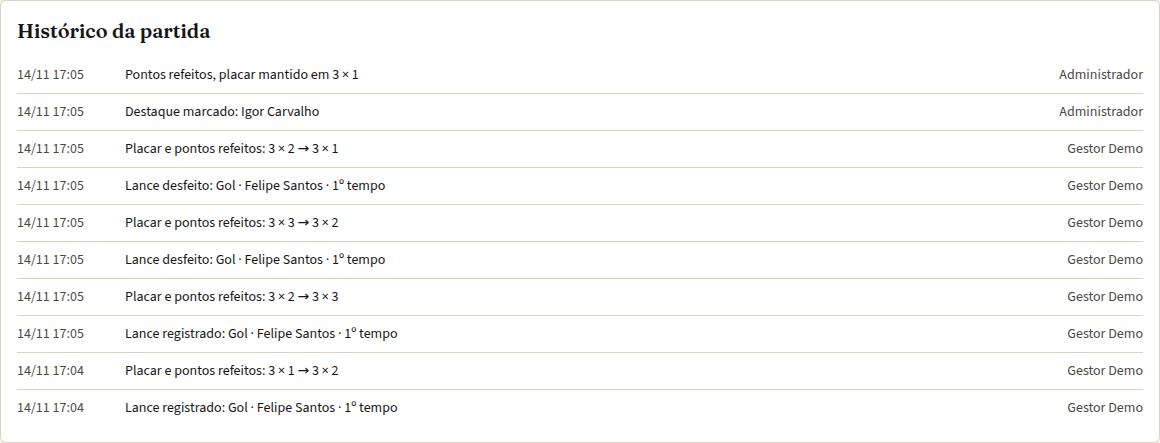 Histórico da partida
14/11 17:05 Pontos refeitos, placar mantido em 3 × 1 Administrador
14/11 17:05 Destaque marcado: Igor Carvalho Administrador
14/11 17:05 Placar e pontos refeitos: 3 × 2 → 3 × 1 Gestor Demo
14/11 17:05 Lance desfeito: Gol · Felipe Santos · 1º tempo Gestor Demo
14/11 17:05 Placar e pontos refeitos: 3 × 3 → 3 × 2 Gestor Demo
14/11 17:05 Lance desfeito: Gol · Felipe Santos · 1º tempo Gestor Demo
14/11 17:05 Placar e pontos refeitos: 3 × 2 → 3 × 3 Gestor Demo
14/11 17:05 Lance registrado: Gol · Felipe Santos · 1º tempo Gestor Demo
14/11 17:04 Placar e pontos refeitos: 3 × 1 → 3 × 2 Gestor Demo
14/11 17:04 Lance registrado: Gol · Felipe Santos · 1º tempo Gestor Demo